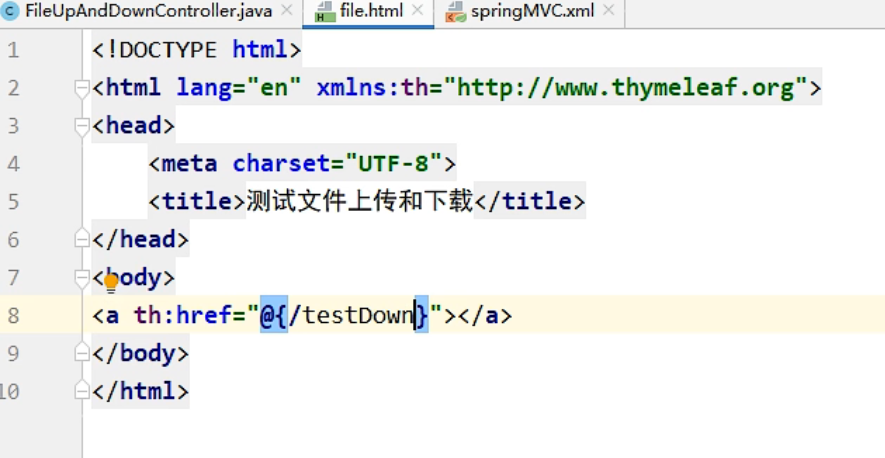 FileUpAndDownController.java × file.html × springMVC.xml ×
1 <!DOCTYPE html>
2 <html lang="en" xmlns:th="http://www.thymeleaf.org">
3 <head>
4 <meta charset="UTF-8">
5 <title>测试文件上传和下载</title>
6 </head>
7 <body>
8 <a th:href="@{/testDown}"></a>
9 </body>
10 </html>